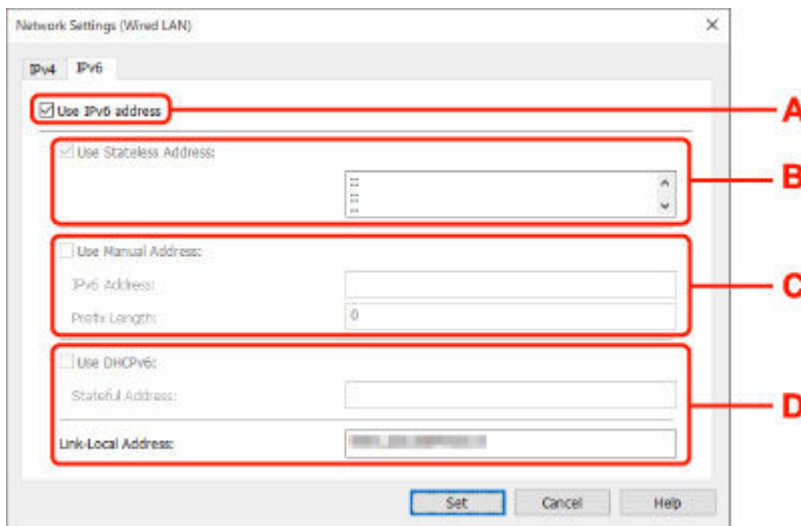 Network Settings (Wired LAN)
IPv4 IPv6
Use IPv6 address
A
Use Stateless Address:
::
::
::
B
Use Manual Address:
IPv6 Address:
C
Prefix Length: 0
Use DHCPv6:
Stateful Address:
D
Link-Local Address:
Set Cancel Help